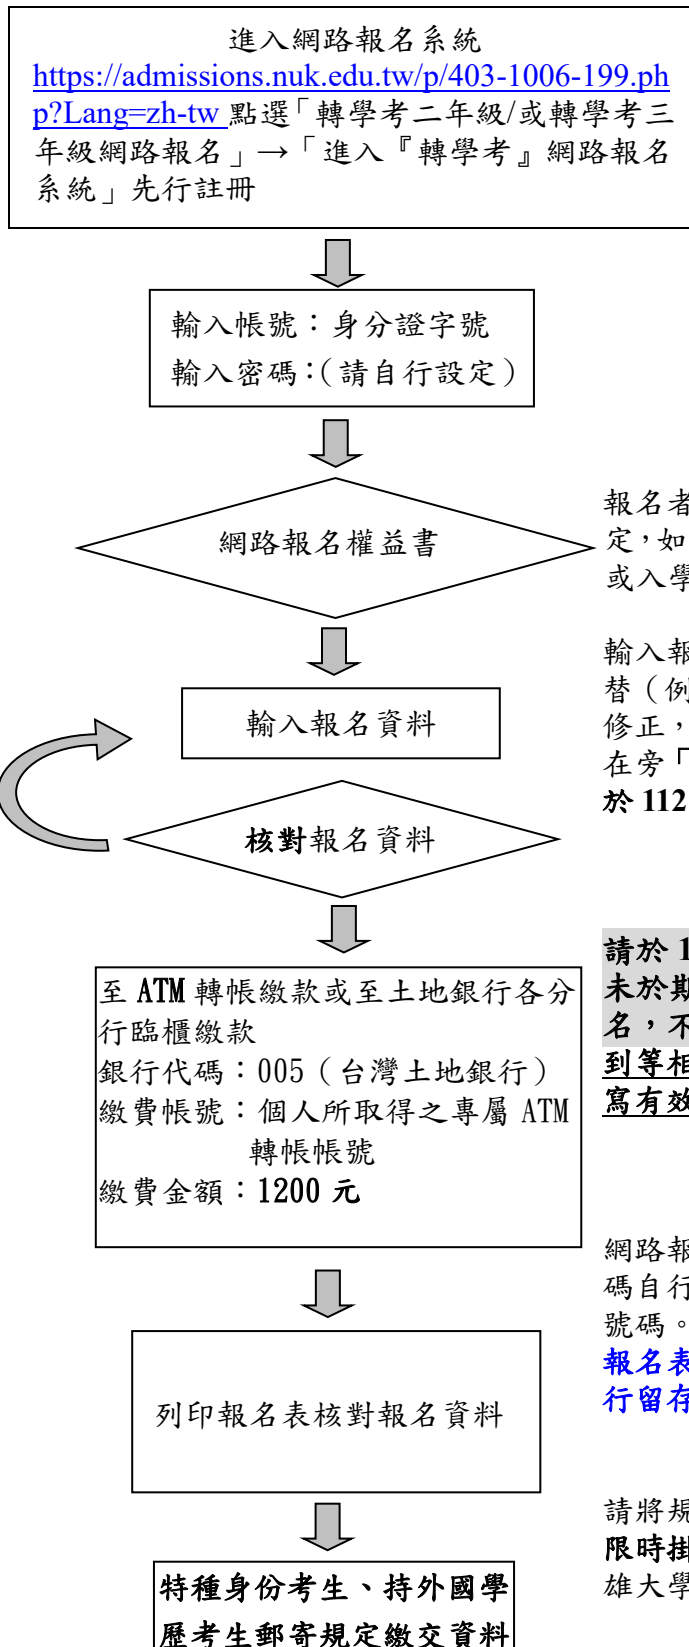 進入網路報名系統
https://admissions.nuk.edu.tw/p/403-1006-199.ph
p?Lang=zh-tw 點選「轉學考二年級/或轉學考三
年級網路報名」→「進入『轉學考』網路報名
系統」先行註冊
輸入帳號：身分證字號
輸入密碼：（請自行設定）
網路報名權益書
報名者
定，如
或入學
輸入報名資料
輸入報
替（例
修正，
在旁「
於 112
核對報名資料
至 ATM 轉帳繳款或至土地銀行各分
行臨櫃繳款
銀行代碼：005（台灣土地銀行）
繳費帳號：個人所取得之專屬 ATM
轉帳帳號
繳費金額：1200 元
請於 1
未於期
名，不
到等相
寫有效
列印報名表核對報名資料
網路報
碼自行
號碼。
報名表
行留存
特種身份考生、持外國學
歷考生郵寄規定繳交資料
請將規
限時掛
雄大學